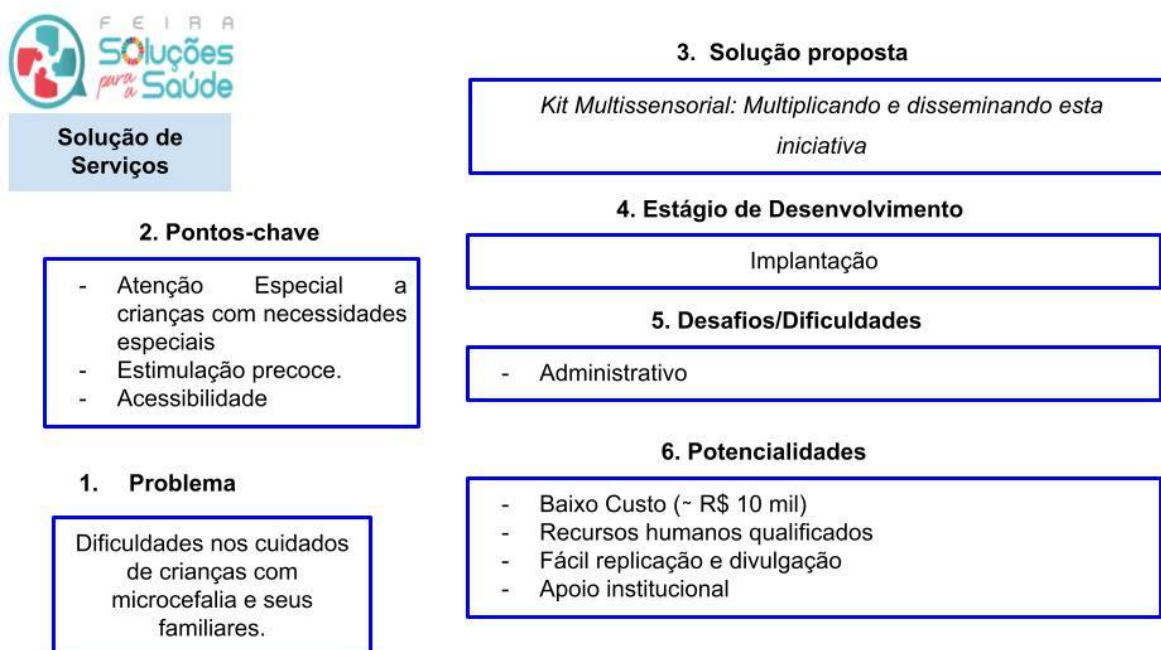 FEIRA
SOluções
para a
Saúde
Solução de
Serviços
2. Pontos-chave
- Atenção Especial a
crianças com necessidades
especiais
- Estimulação precoce.
- Acessibilidade
1. Problema
Dificuldades nos cuidados
de crianças com
microcefalia e seus
familiares.
3. Solução proposta
Kit Multissensorial: Multiplicando e disseminando esta
iniciativa
4. Estágio de Desenvolvimento
Implantação
5. Desafios/Dificuldades
- Administrativo
6. Potencialidades
- Baixo Custo (~ R$ 10 mil)
- Recursos humanos qualificados
- Fácil replicação e divulgação
- Apoio institucional